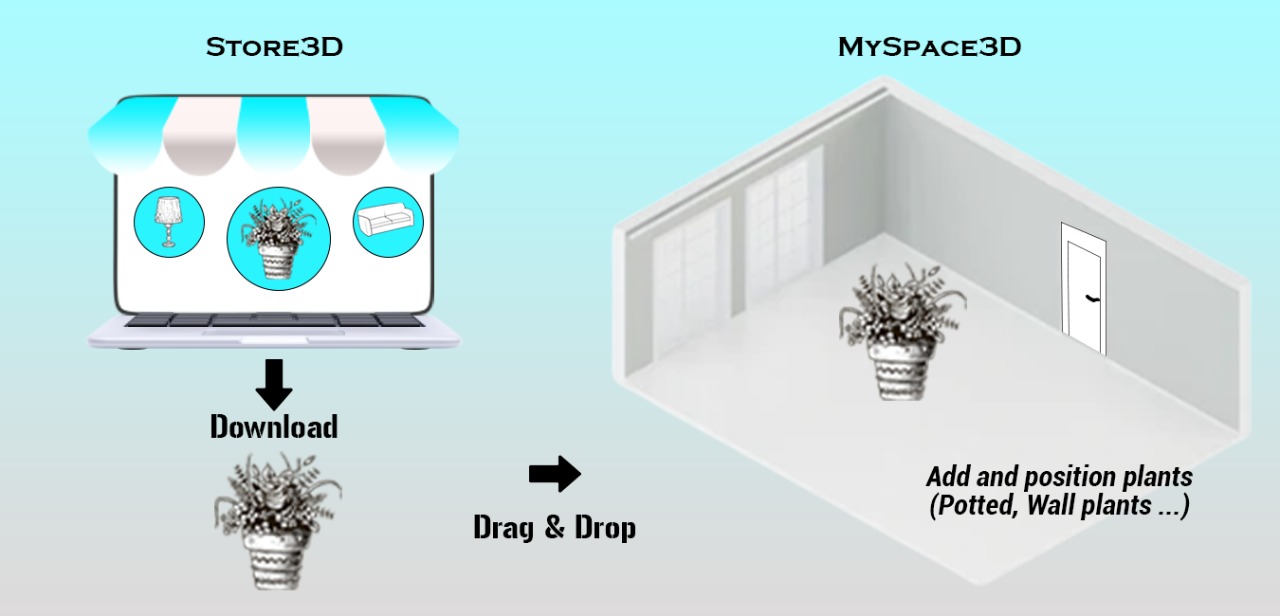 Store3D
MySpace3D
Download
Drag & Drop
Add and position plants
(Potted, Wall plants ...)